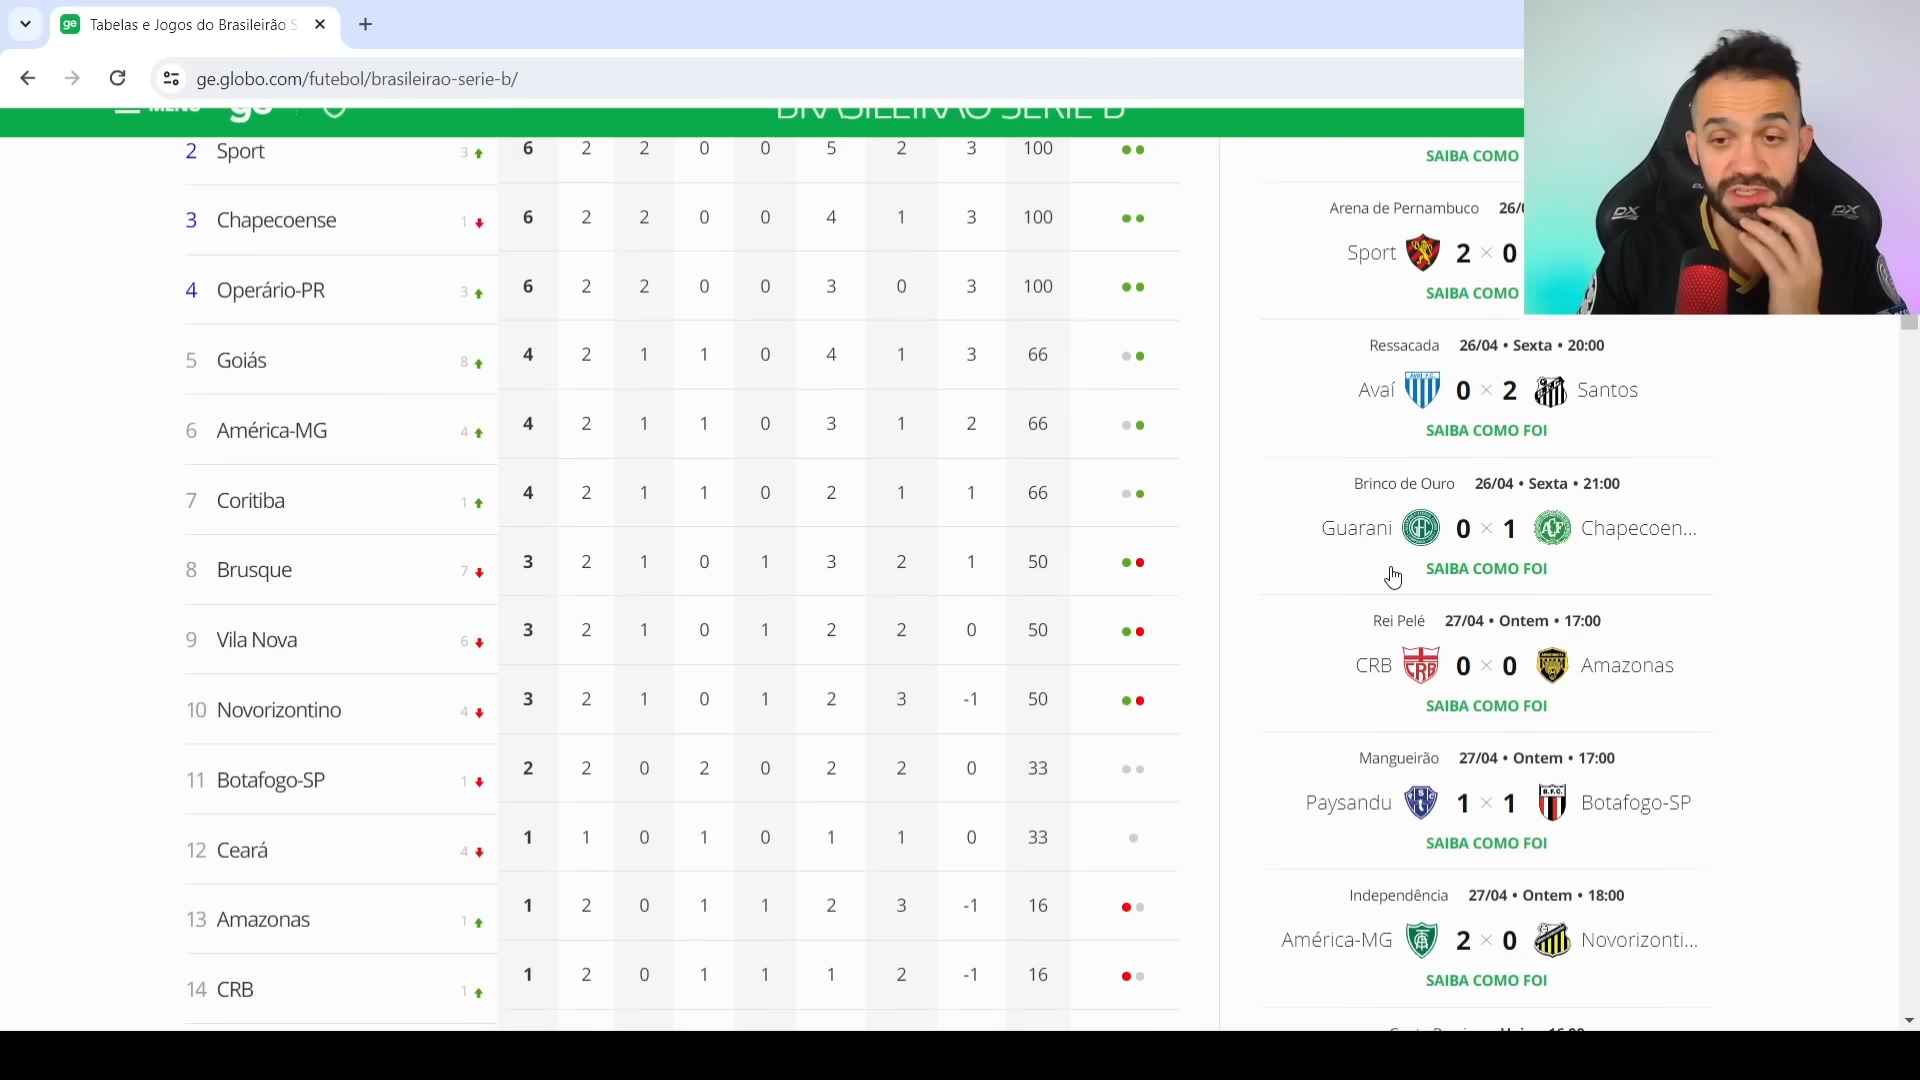 Tabelas e Jogos do Brasileirão S
ge.globo.com/futebol/brasileirao-serie-b/
MENU ge BRASILEIRÃO SÉRIE B
2 Sport 3 6 2 2 0 0 5 2 3 100
3 Chapecoense 1 6 2 2 0 0 4 1 3 100
4 Operário-PR 3 6 2 2 0 0 3 0 3 100
5 Goiás 8 4 2 1 1 0 4 1 3 66
6 América-MG 4 4 2 1 1 0 3 1 2 66
7 Coritiba 1 4 2 1 1 0 2 1 1 66
8 Brusque 7 3 2 1 0 1 3 2 1 50
9 Vila Nova 6 3 2 1 0 1 2 2 0 50
10 Novorizontino 4 3 2 1 0 1 2 3 -1 50
11 Botafogo-SP 1 2 2 0 2 0 2 2 0 33
12 Ceará 4 1 1 0 1 0 1 1 0 33
13 Amazonas 1 1 2 0 1 1 2 3 -1 16
14 CRB 1 1 2 0 1 1 1 2 -1 16
SAIBA COMO
Arena de Pernambuco 26/0
Sport 2 × 0
SAIBA COMO
Ressacada 26/04 • Sexta • 20:00
Avaí 0 × 2 Santos
SAIBA COMO FOI
Brinco de Ouro 26/04 • Sexta • 21:00
Guarani 0 × 1 Chapecoen...
SAIBA COMO FOI
Rei Pelé 27/04 • Ontem • 17:00
CRB 0 × 0 Amazonas
SAIBA COMO FOI
Mangueirão 27/04 • Ontem • 17:00
Paysandu 1 × 1 Botafogo-SP
SAIBA COMO FOI
Independência 27/04 • Ontem • 18:00
América-MG 2 × 0 Novorizonti...
SAIBA COMO FOI